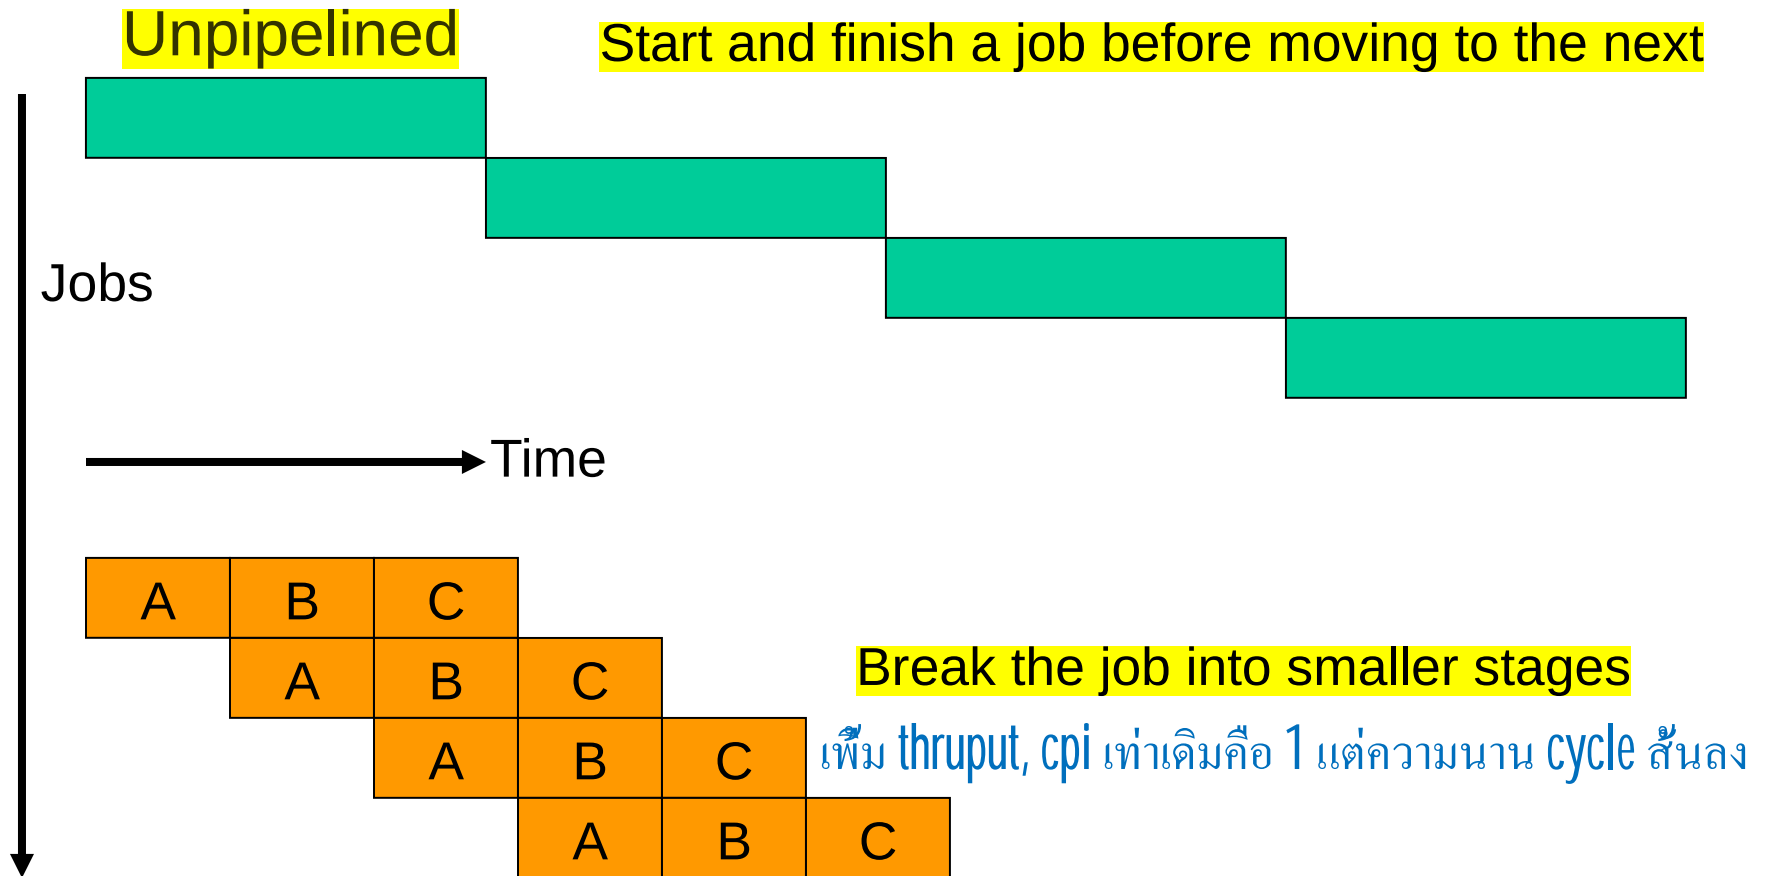 Unpipelined
Start and finish a job before moving to the next
Jobs
Time
A B C
A B C
Break the job into smaller stages
A B C
เพิ่ม thruput, cpi เท่าเดิมคือ 1 แต่ความนาน cycle สั้นลง
A B C